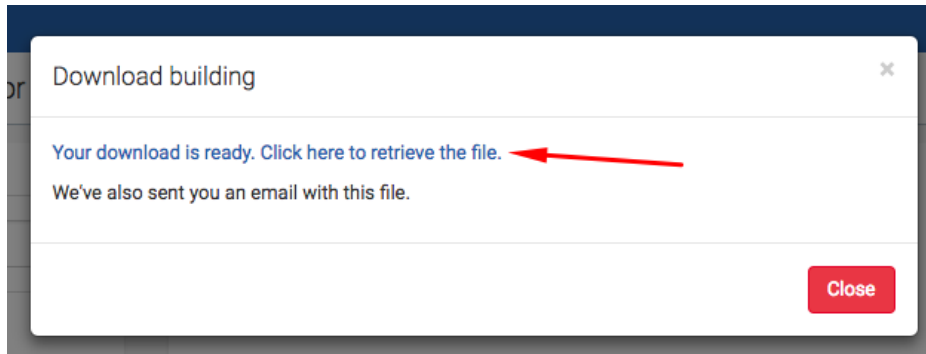 or
Download building
×
Your download is ready. Click here to retrieve the file.
We've also sent you an email with this file.
Close